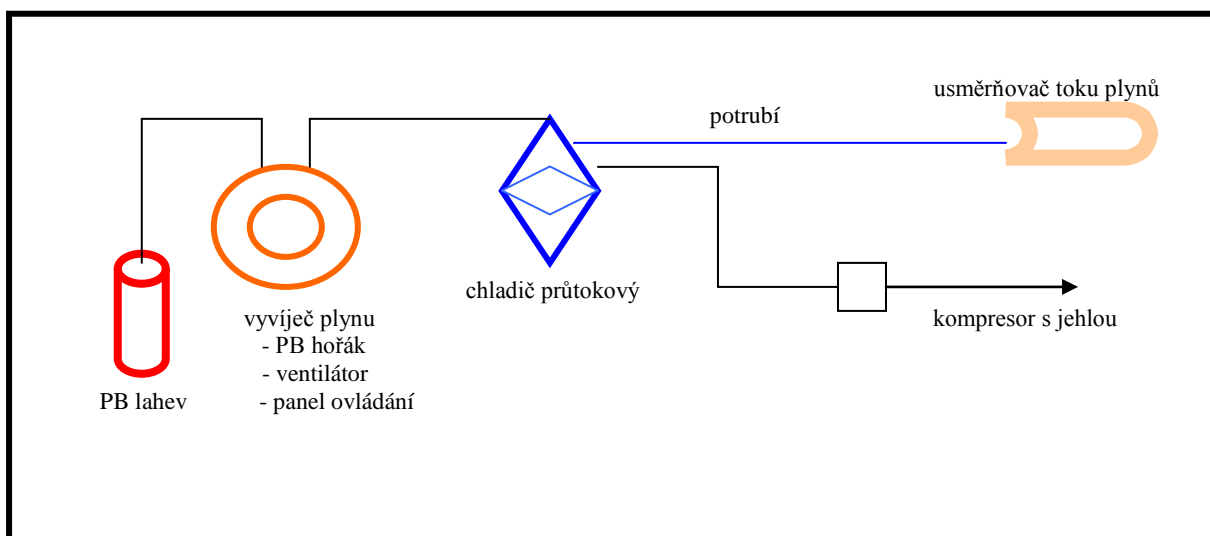 usměrňovač toku plynů
potrubí
chladič průtokový
vyvíječ plynu
- PB hořák
- ventilátor
- panel ovládání
kompresor s jehlou
PB lahev